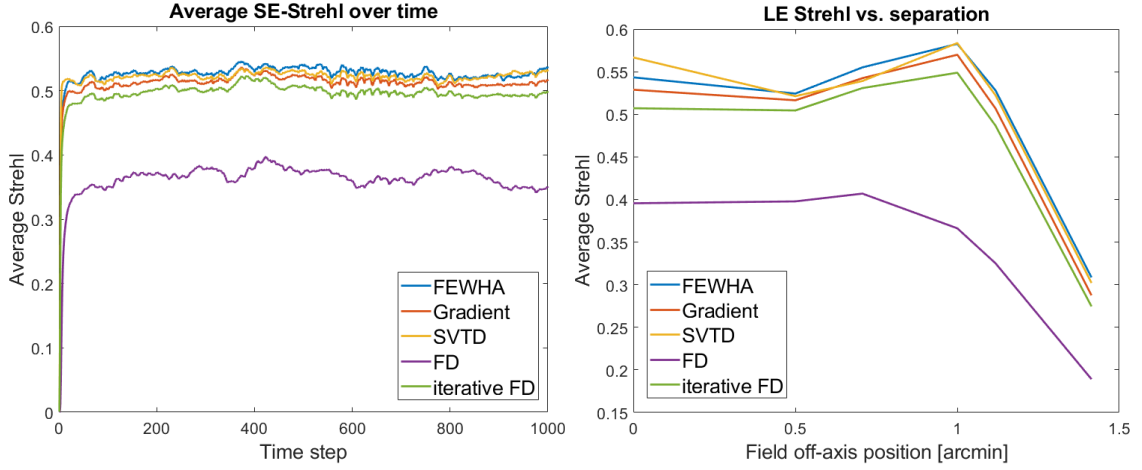 Average SE-Strehl over time
Average Strehl
0.6
0.5
0.4
0.3
0.2
0.1
0
0 200 400 600 800 1000
Time step
FEWHA
Gradient
SVTD
FD
iterative FD
LE Strehl vs. separation
Average Strehl
0.6
0.55
0.5
0.45
0.4
0.35
0.3
0.25
0.2
0.15
0 0.5 1 1.5
Field off-axis position [arcmin]
FEWHA
Gradient
SVTD
FD
iterative FD